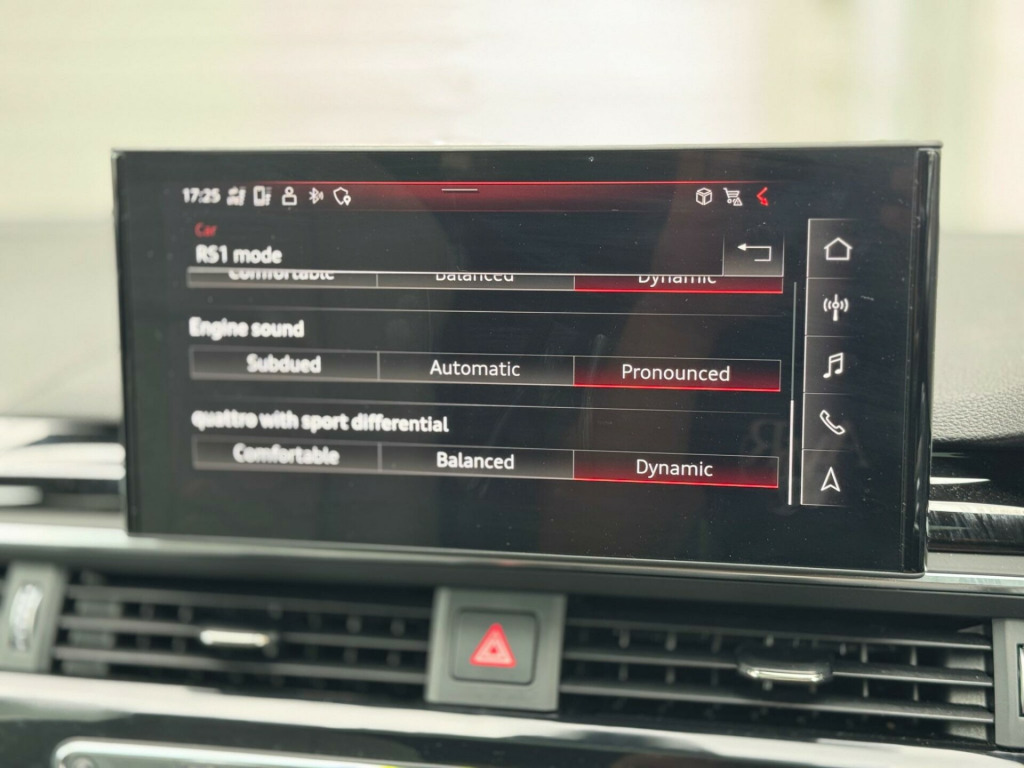 17:25
Car
RS1 mode
Comfortable Balanced Dynamic
Engine sound
Subdued Automatic Pronounced
quattro with sport differential
Comfortable Balanced Dynamic